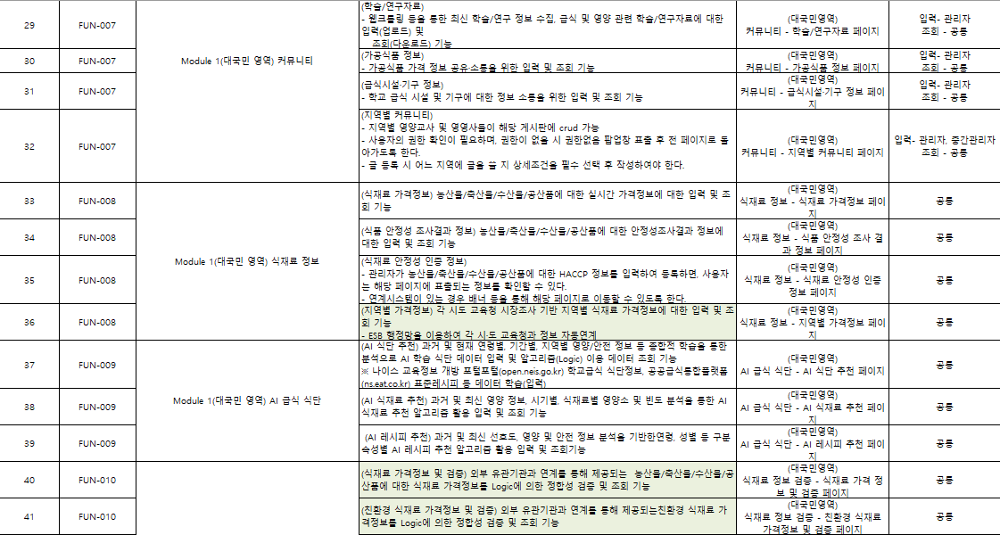 (학술/연구자료)
- 웹크롤링 등을 통한 최신 학술/연구 정보 수집, 급식 및 영양 관련 학술/연구자료에 대한
입력(업로드) 및
조회(다운로드) 기능
29
FUN-007
(대국민영역)
커뮤니티 - 학술/연구자료 페이지
입력- 관리자
조회 - 공통
Module 1(대국민 영역) 커뮤니티
30
FUN-007
(가공식품 정보)
- 가공식품 가격 정보 공유·소통을 위한 입력 및 조회 기능
(대국민영역)
커뮤니티 - 가공식품 정보 페이지
입력- 관리자
조회 - 공통
31
FUN-007
(급식시설·기구 정보)
- 학교 급식 시설 및 기구에 대한 정보 소통을 위한 입력 및 조회 기능
(대국민영역)
커뮤니티 - 급식시설·기구 정보 페이
지
입력- 관리자
조회 - 공통
32
FUN-007
(지역별 커뮤니티)
- 지역별 영양교사 및 영영사들이 해당 게시판에 crud 가능
- 사용자의 권한 확인이 필요하며, 권한이 없을 시 권한없음 팝업창 표출 후 전 페이지로 돌
아가도록 한다.
- 글 등록 시 어느 지역에 글을 쓸 지 상세조건을 필수 선택 후 작성하여야 한다.
(대국민영역)
커뮤니티 - 지역별 커뮤니티 페이지
입력- 관리자, 중간관리자
조회 - 공통
33
FUN-008
(식재료 가격정보) 농산물/축산물/수산물/공산품에 대한 실시간 가격정보에 대한 입력 및 조
회 기능
(대국민영역)
식재료 정보 - 식재료 가격정보 페이
지
공통
34
FUN-008
(식품 안정성 조사결과 정보) 농산물/축산물/수산물/공산품에 대한 안정성조사결과 정보에
대한 입력 및 조회 기능
(대국민영역)
식재료 정보 - 식품 안정성 조사 결
과 정보 페이지
공통
Module 1(대국민 영역) 식재료 정보
35
FUN-008
(식재료 안정성 인증 정보)
- 관리자가 농산물/축산물/수산물/공산품에 대한 HACCP 정보를 입력하여 등록하면, 사용자
는 해당 페이지에 표출되는 정보를 확인할 수 있다.
- 연계시스템이 있는 경우 배너 등을 통해 해당 페이지로 이동할 수 있도록 한다.
(대국민영역)
식재료 정보 - 식재료 안정성 인증
정보 페이지
공통
36
FUN-008
(지역별 가격정보) 각 시도 교육청 시장조사 기반 지역별 식재료 가격정보에 대한 입력 및 조
회 기능
- ESB 행정망을 이용하여 각 시·도 교육청과 정보 자동연계
(대국민영역)
식재료 정보 - 지역별 가격정보 페이
지
공통
37
FUN-009
(AI 식단 추천) 과거 및 현재 연령별, 기간별, 지역별 영양/안전 정보 등 종합적 학습을 통한
분석으로 AI 학습 식단 데이터 입력 및 알고리즘(Logic) 이용 데이터 조회 기능
※ 나이스 교육정보 개방 포털포털(open.neis.go.kr) 학교급식 식단정보, 공공급식통합플랫폼
(ns.eat.co.kr) 표준레시피 등 데이터 학습(입력)
(대국민영역)
AI 급식 식단 - AI 식단 추천 페이지
공통
Module 1(대국민 영역) AI 급식 식단
38
FUN-009
(AI 식재료 추천) 과거 및 최신 영양 정보, 시기별, 식재료별 영양소 및 빈도 분석을 통한 AI
식재료 추천 알고리즘 활용 입력 및 조회 기능
(대국민영역)
AI 급식 식단 - AI 식재료 추천 페이
지
공통
39
FUN-009
(AI 레시피 추천) 과거 및 최신 선호도, 영양 및 안전 정보 분석을 기반한연령, 성별 등 구분
속성별 AI 레시피 추천 알고리즘 활용 입력 및 조회기능
(대국민영역)
AI 급식 식단 - AI 레시피 추천 페이
지
공통
40
FUN-010
(식재료 가격정보 및 검증) 외부 유관기관과 연계를 통해 제공되는 농산물/축산물/수산물/공
산품에 대한 식재료 가격정보를 Logic에 의한 정합성 검증 및 조회 기능
(대국민영역)
식재료 정보 검증 - 식재료 가격 정
보 및 검증 페이지
공통
41
FUN-010
(친환경 식재료 가격정보 및 검증) 외부 유관기관과 연계를 통해 제공되는친환경 식재료 가
격정보를 Logic에 의한 정합성 검증 및 조회 기능
(대국민영역)
식재료 정보 검증 - 친환경 식재료
가격정보 및 검증 페이지
공통